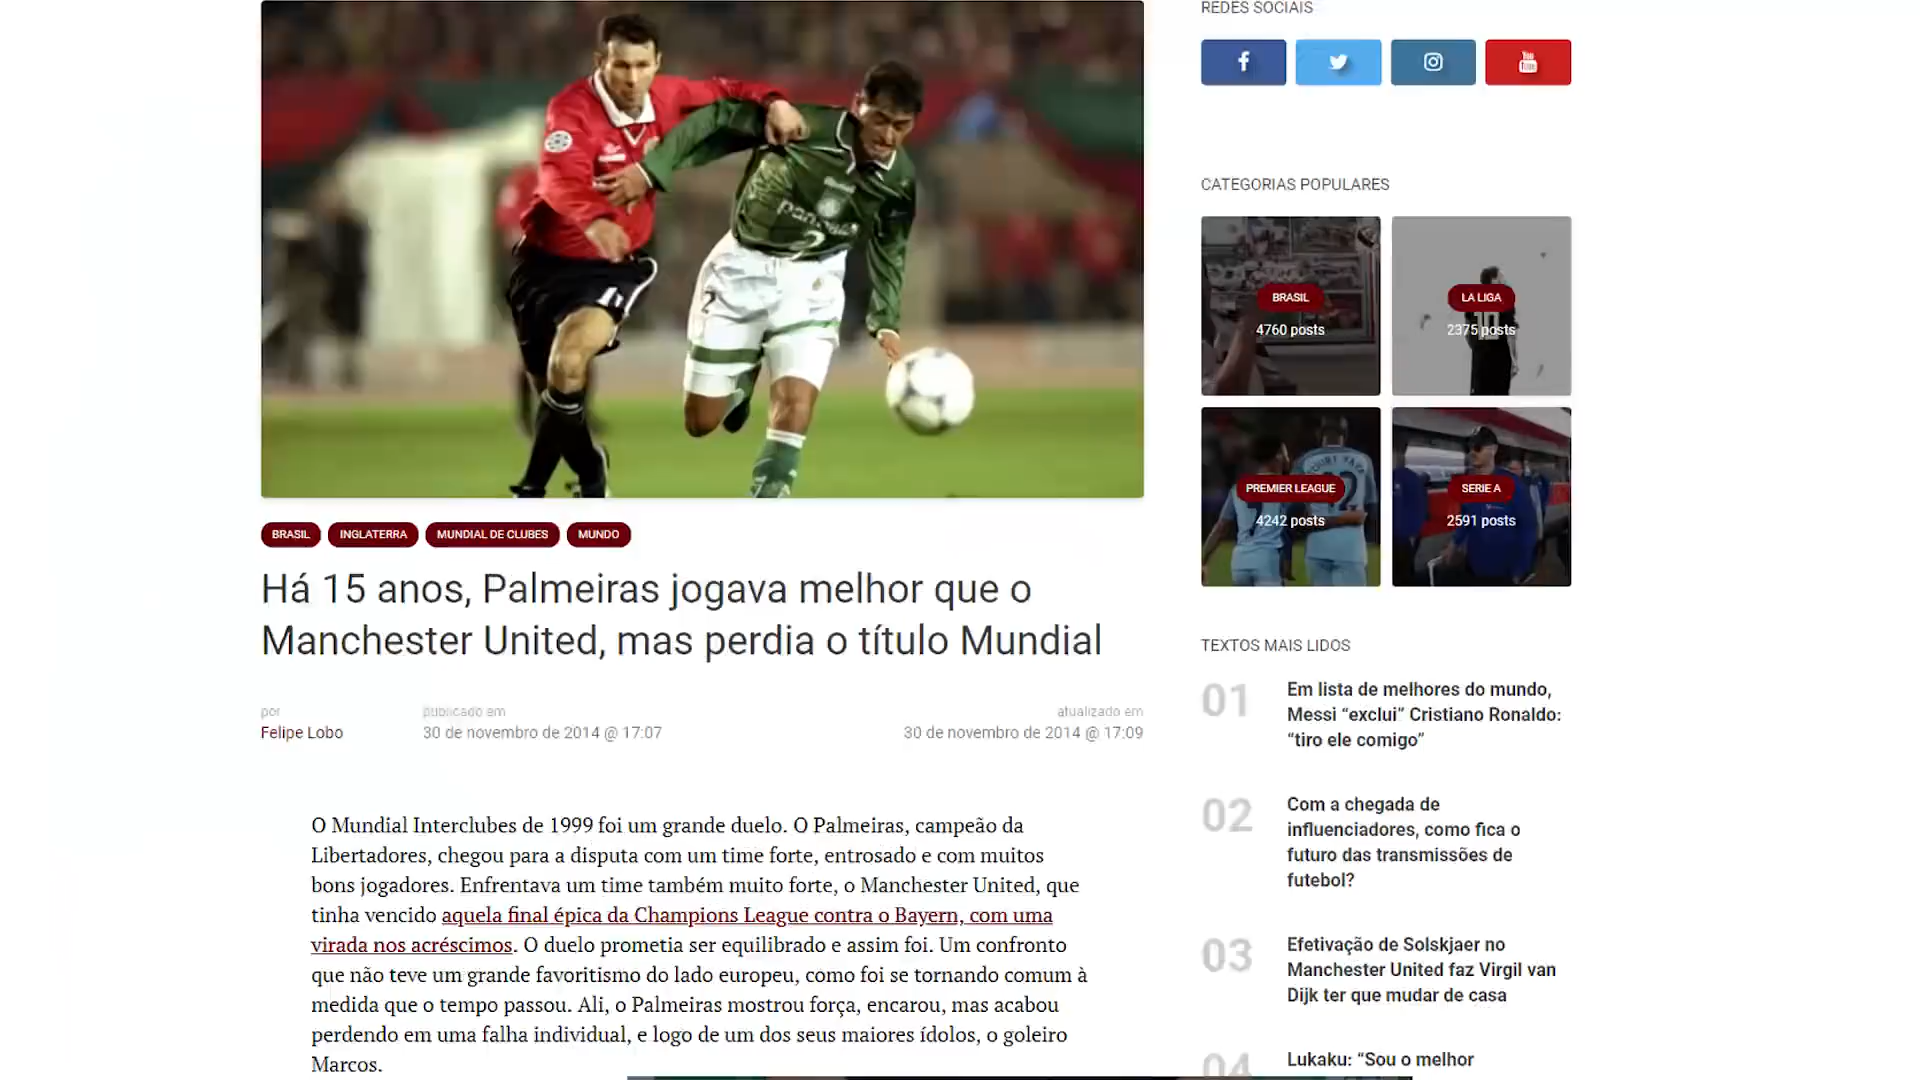 REDES SOCIAIS
CATEGORIAS POPULARES
BRASIL
4760 posts
LA LIGA
2375 posts
10
PREMIER LEAGUE
4242 posts
SERIE A
2591 posts
BRASIL
INGLATERRA
MUNDIAL DE CLUBES
MUNDO
Há 15 anos, Palmeiras jogava melhor que o
Manchester United, mas perdia o título Mundial
por
Felipe Lobo
publicado em
30 de novembro de 2014 @ 17:07
atualizado em
30 de novembro de 2014 @ 17:09
O Mundial Interclubes de 1999 foi um grande duelo. O Palmeiras, campeão da
Libertadores, chegou para a disputa com um time forte, entrosado e com muitos
bons jogadores. Enfrentava um time também muito forte, o Manchester United, que
tinha vencido aquela final épica da Champions League contra o Bayern, com uma
virada nos acréscimos. O duelo prometia ser equilibrado e assim foi. Um confronto
que não teve um grande favoritismo do lado europeu, como foi se tornando comum à
medida que o tempo passou. Ali, o Palmeiras mostrou força, encarou, mas acabou
perdendo em uma falha individual, e logo de um dos seus maiores ídolos, o goleiro
Marcos.
TEXTOS MAIS LIDOS
01
Em lista de melhores do mundo,
Messi “exclui” Cristiano Ronaldo:
“tiro ele comigo”
02
Com a chegada de
influenciadores, como fica o
futuro das transmissões de
futebol?
03
Efetivação de Solskjaer no
Manchester United faz Virgil van
Dijk ter que mudar de casa
04
Lukaku: “Sou o melhor